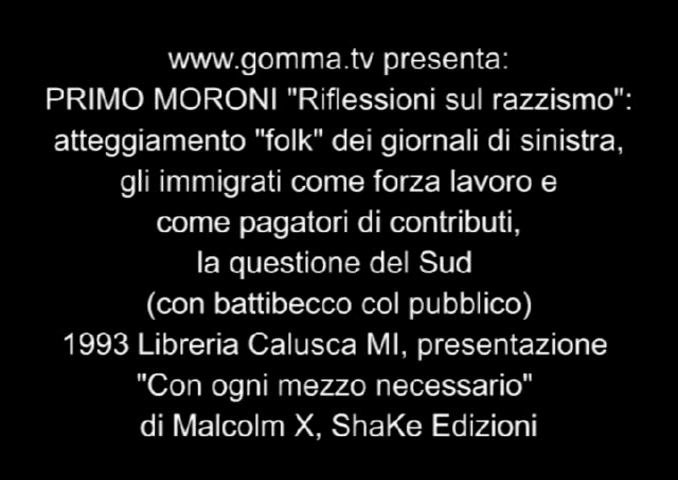 www.gomma.tv presenta:
PRIMO MORONI "Riflessioni sul razzismo":
atteggiamento "folk" dei giornali di sinistra,
gli immigrati come forza lavoro e
come pagatori di contributi,
la questione del Sud
(con battibecco col pubblico)
1993 Libreria Calusca MI, presentazione
"Con ogni mezzo necessario"
di Malcolm X, ShaKe Edizioni